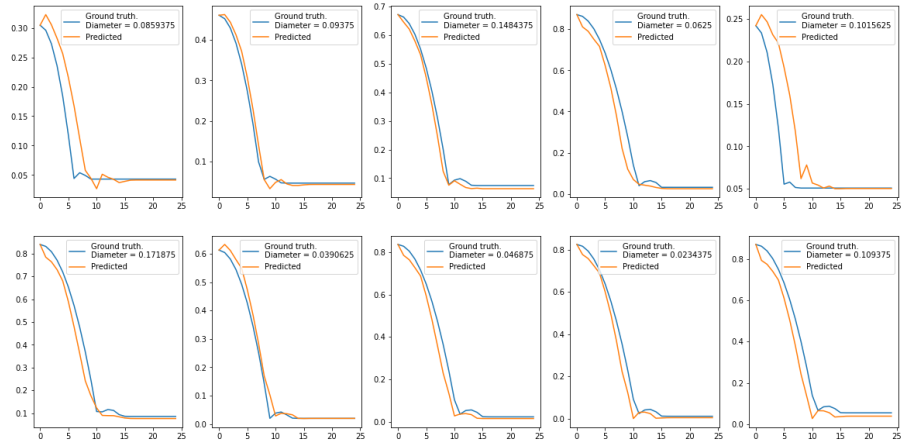 Ground truth.
Diameter = 0.0859375
Predicted
0.30
0.25
0.20
0.15
0.10
0.05
0 5 10 15 20 25
Ground truth.
Diameter = 0.09375
Predicted
0.4
0.3
0.2
0.1
0 5 10 15 20 25
Ground truth.
Diameter = 0.1484375
Predicted
0.7
0.6
0.5
0.4
0.3
0.2
0.1
0 5 10 15 20 25
Ground truth.
Diameter = 0.0625
Predicted
0.8
0.6
0.4
0.2
0.0
0 5 10 15 20 25
Ground truth.
Diameter = 0.1015625
Predicted
0.25
0.20
0.15
0.10
0.05
0 5 10 15 20 25
Ground truth.
Diameter = 0.171875
Predicted
0.8
0.7
0.6
0.5
0.4
0.3
0.2
0.1
0 5 10 15 20 25
Ground truth.
Diameter = 0.0390625
Predicted
0.6
0.5
0.4
0.3
0.2
0.1
0.0
0 5 10 15 20 25
Ground truth.
Diameter = 0.046875
Predicted
0.8
0.6
0.4
0.2
0.0
0 5 10 15 20 25
Ground truth.
Diameter = 0.0234375
Predicted
0.8
0.6
0.4
0.2
0.0
0 5 10 15 20 25
Ground truth.
Diameter = 0.109375
Predicted
0.8
0.6
0.4
0.2
0.0
0 5 10 15 20 25